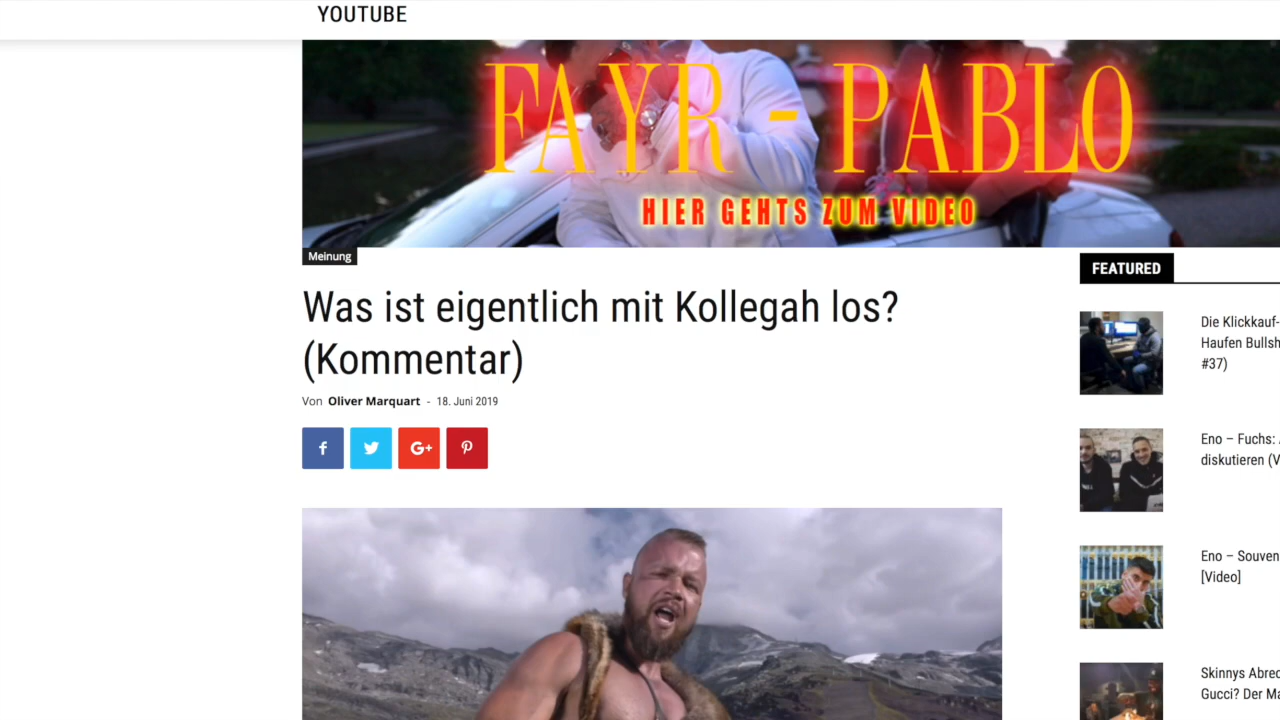 YOUTUBE
FAYR - PABLO
HIER GEHTS ZUM VIDEO
Meinung
Was ist eigentlich mit Kollegah los?
(Kommentar)
Von Oliver Marquart - 18. Juni 2019
FEATURED
Die Klickkauf-
Haufen Bullsh
#37)
Eno – Fuchs:
diskutieren (V
Eno – Souven
[Video]
Skinnys Abrec
Gucci? Der Ma